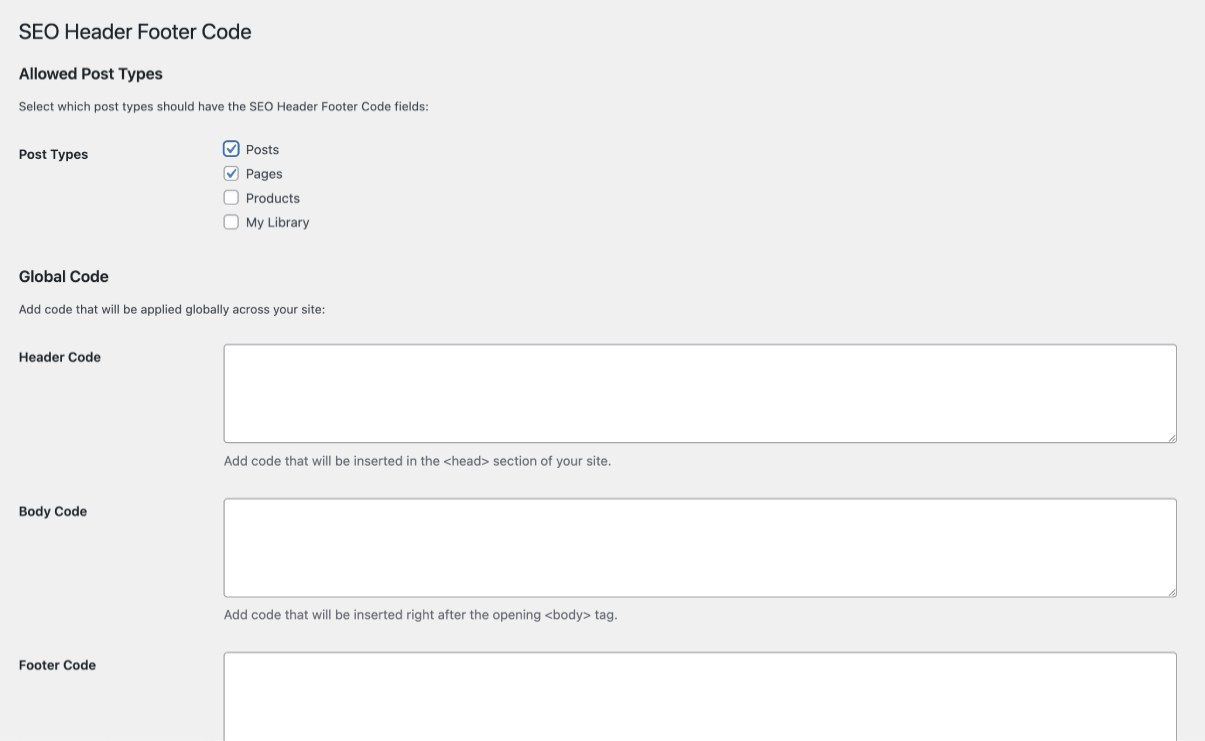 SEO Header Footer Code
Allowed Post Types
Select which post types should have the SEO Header Footer Code fields:
Post Types
Posts
Pages
Products
My Library
Global Code
Add code that will be applied globally across your site:
Header Code
Add code that will be inserted in the <head> section of your site.
Body Code
Add code that will be inserted right after the opening <body> tag.
Footer Code